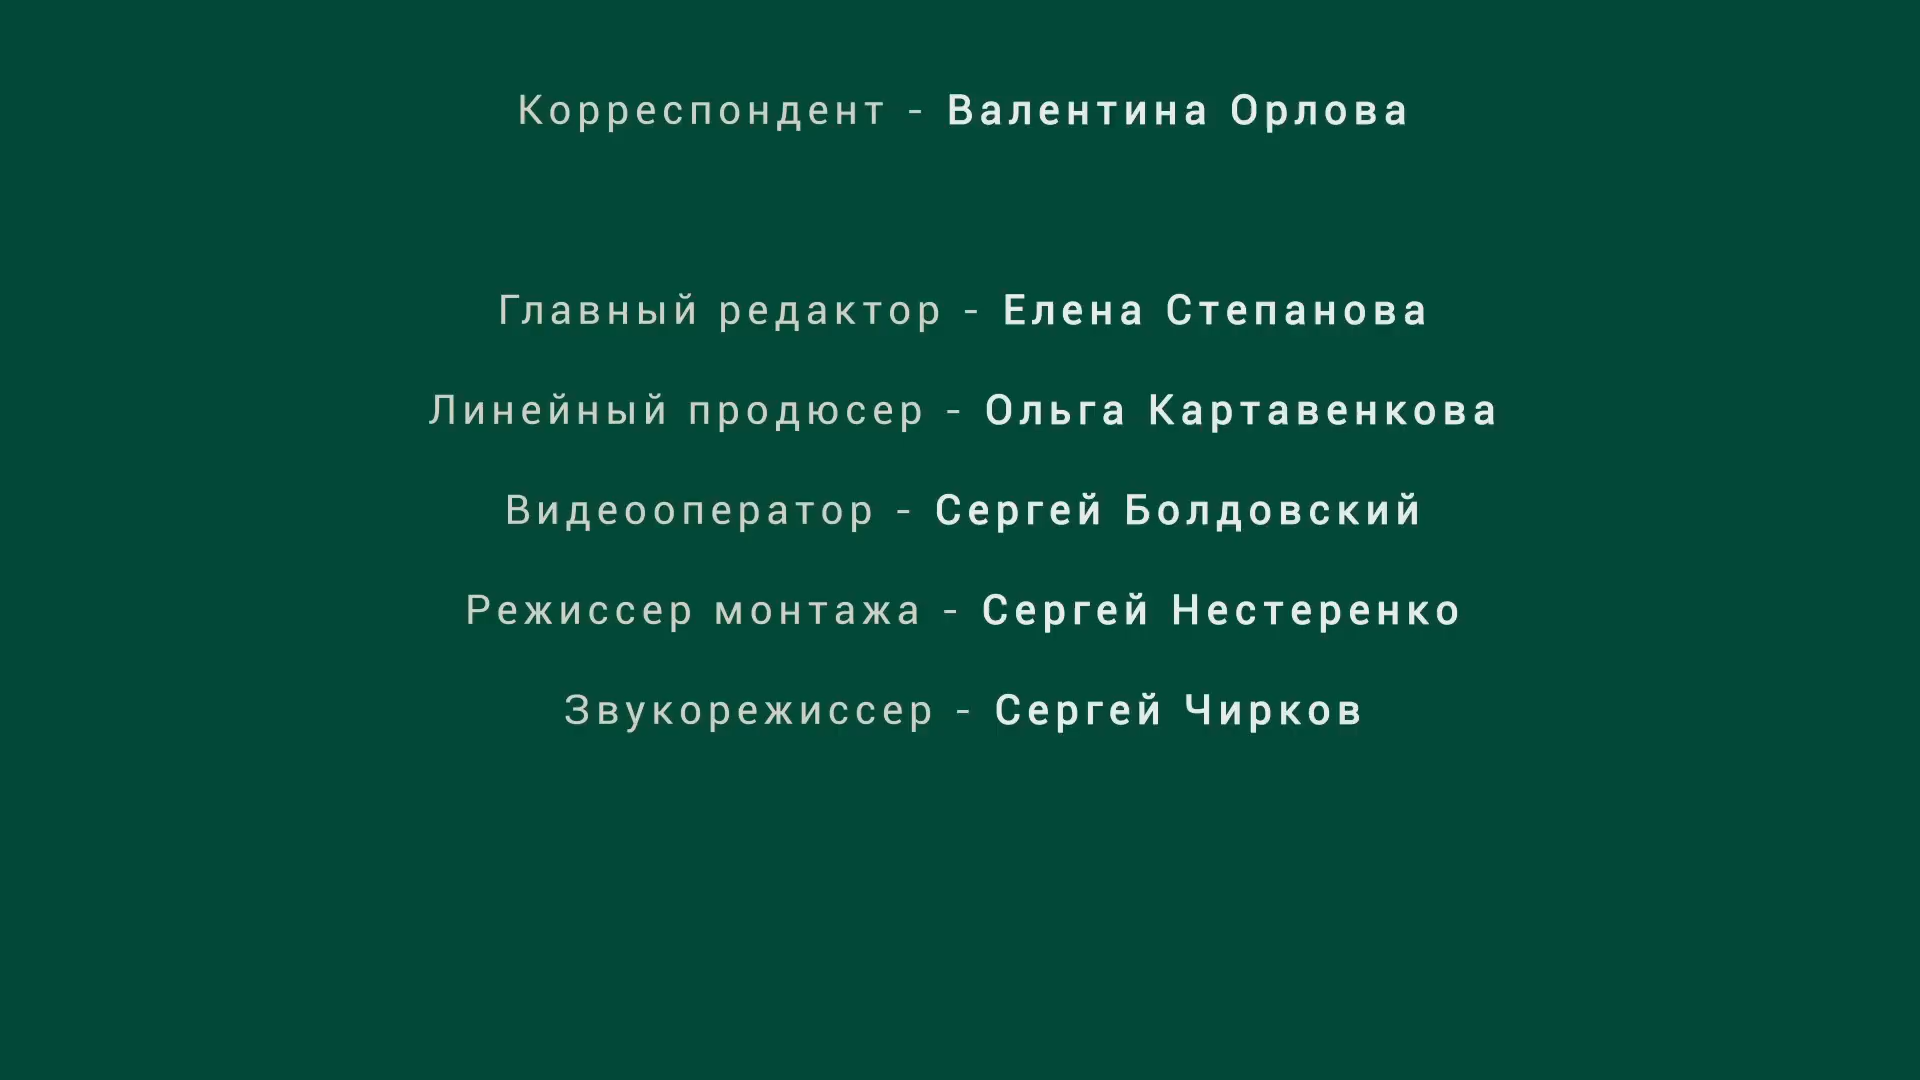 Корреспондент - Валентина Орлова
Главный редактор - Елена Степанова
Линейный продюсер - Ольга Картавенкова
Видеооператор - Сергей Болдовский
Режиссер монтажа - Сергей Нестеренко
Звукорежиссер - Сергей Чирков